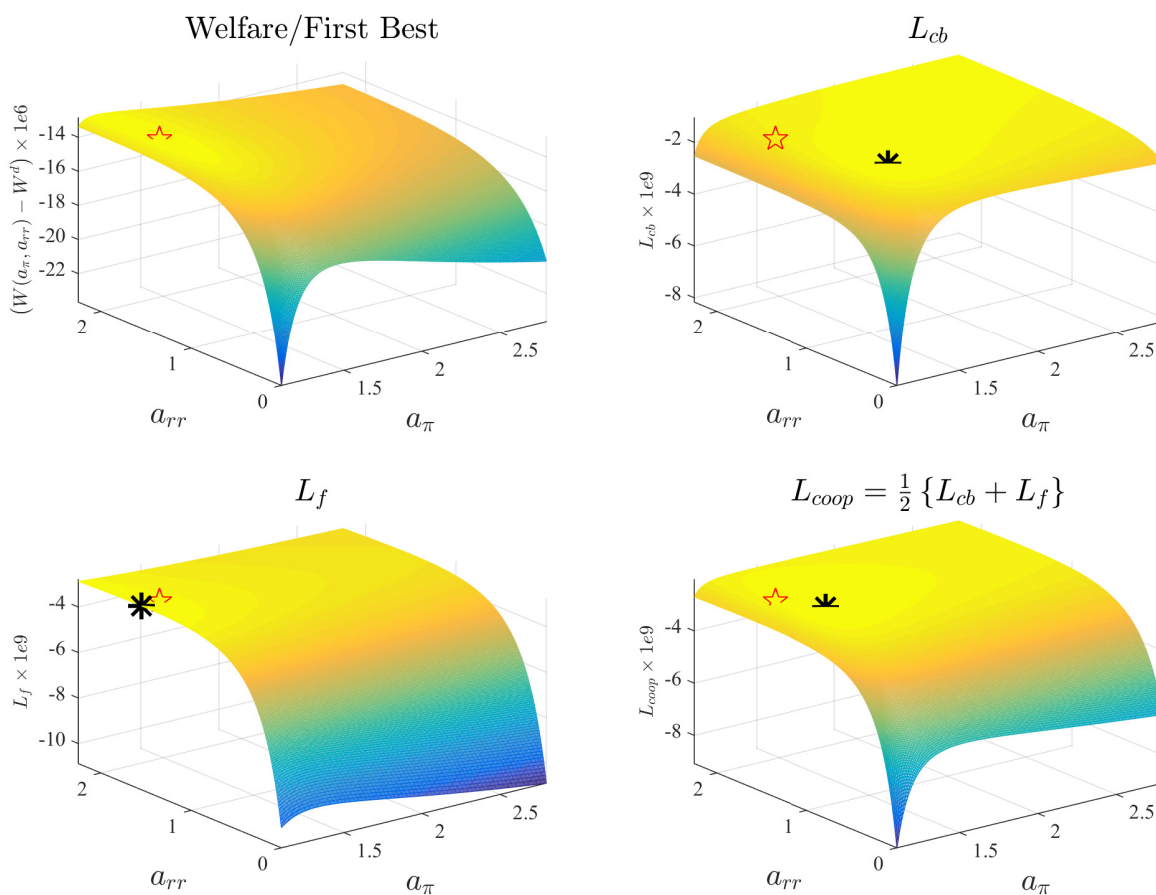 Welfare/First Best
(W(a_π, a_rr) − W^d) × 1e6
-14
-16
-18
-20
-22
2
1
0
1.5
2
2.5
a_rr
a_π
L_cb
L_cb × 1e9
-2
-4
-6
-8
2
1
0
1.5
2
2.5
a_rr
a_π
L_f
L_f × 1e9
-4
-6
-8
-10
2
1
0
1.5
2
2.5
a_rr
a_π
L_coop = 1/2 {L_cb + L_f}
L_coop × 1e9
-4
-6
-8
2
1
0
1.5
2
2.5
a_rr
a_π